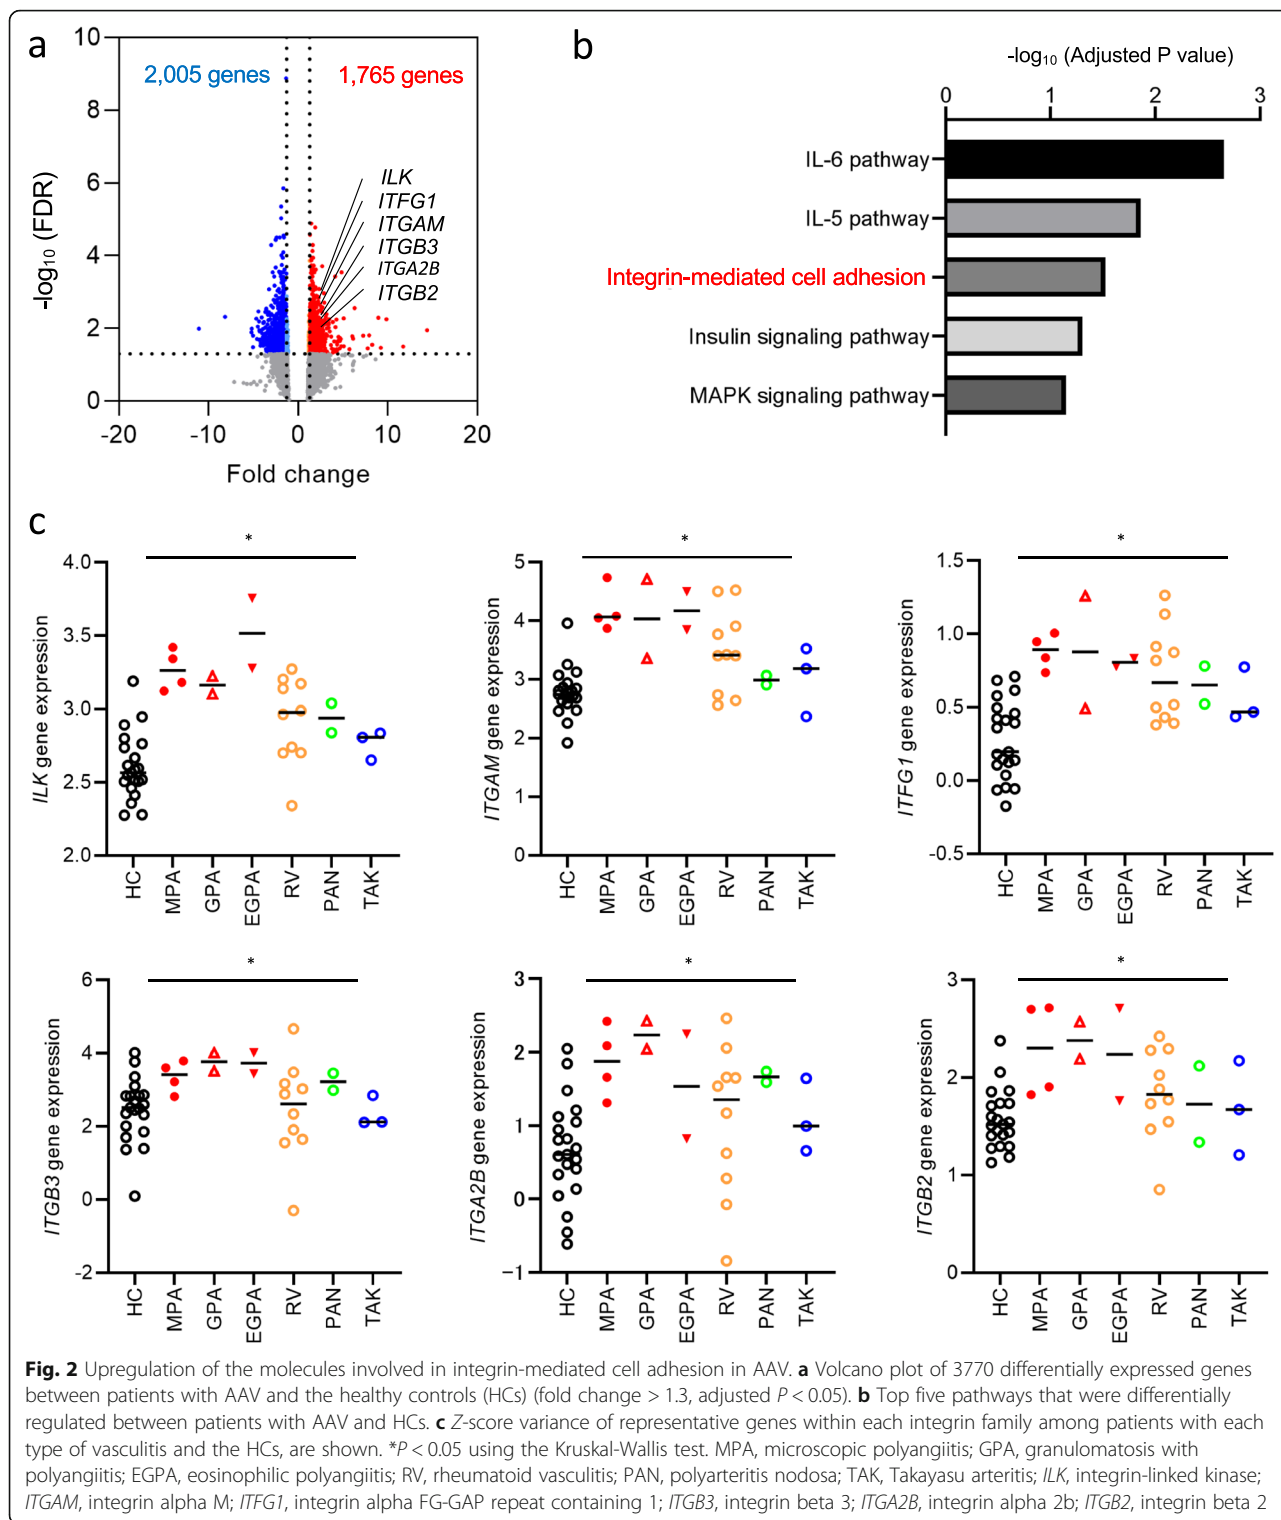 a
10
8
6
4
2
0
-log10 (FDR)
2,005 genes
1,765 genes
ILK
ITFG1
ITGAM
ITGB3
ITGA2B
ITGB2
-20
-10
0
10
20
Fold change
b
-log10 (Adjusted P value)
0
1
2
3
IL-6 pathway
IL-5 pathway
Integrin-mediated cell adhesion
Insulin signaling pathway
MAPK signaling pathway
c
*
4.0
3.5
3.0
2.5
2.0
ILK gene expression
HC
MPA
GPA
EGPA
RV
PAN
TAK
*
5
4
3
2
1
0
ITGAM gene expression
HC
MPA
GPA
EGPA
RV
PAN
TAK
*
1.5
1.0
0.5
0.0
-0.5
ITFG1 gene expression
HC
MPA
GPA
EGPA
RV
PAN
TAK
*
6
4
2
0
-2
ITGB3 gene expression
HC
MPA
GPA
EGPA
RV
PAN
TAK
*
3
2
1
0
−1
ITGA2B gene expression
HC
MPA
GPA
EGPA
RV
PAN
TAK
*
3
2
1
0
ITGB2 gene expression
HC
MPA
GPA
EGPA
RV
PAN
TAK
Fig. 2 Upregulation of the molecules involved in integrin-mediated cell adhesion in AAV. a Volcano plot of 3770 differentially expressed genes
between patients with AAV and the healthy controls (HCs) (fold change > 1.3, adjusted P < 0.05). b Top five pathways that were differentially
regulated between patients with AAV and HCs. c Z-score variance of representative genes within each integrin family among patients with each
type of vasculitis and the HCs, are shown. *P < 0.05 using the Kruskal-Wallis test. MPA, microscopic polyangiitis; GPA, granulomatosis with
polyangiitis; EGPA, eosinophilic polyangiitis; RV, rheumatoid vasculitis; PAN, polyarteritis nodosa; TAK, Takayasu arteritis; ILK, integrin-linked kinase;
ITGAM, integrin alpha M; ITFG1, integrin alpha FG-GAP repeat containing 1; ITGB3, integrin beta 3; ITGA2B, integrin alpha 2b; ITGB2, integrin beta 2